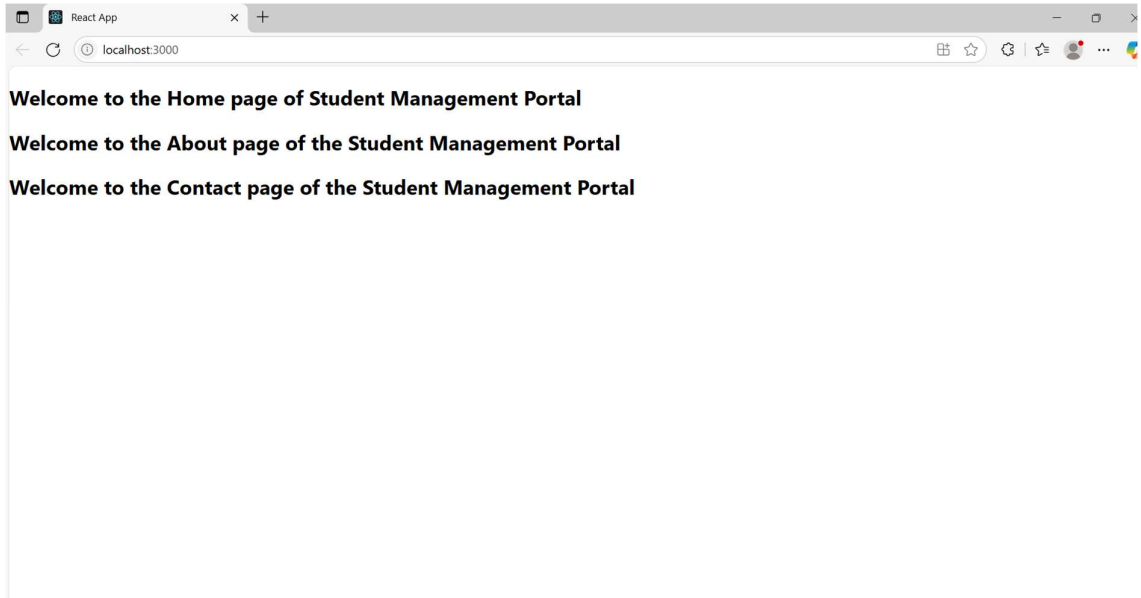 React App
localhost:3000
Welcome to the Home page of Student Management Portal
Welcome to the About page of the Student Management Portal
Welcome to the Contact page of the Student Management Portal